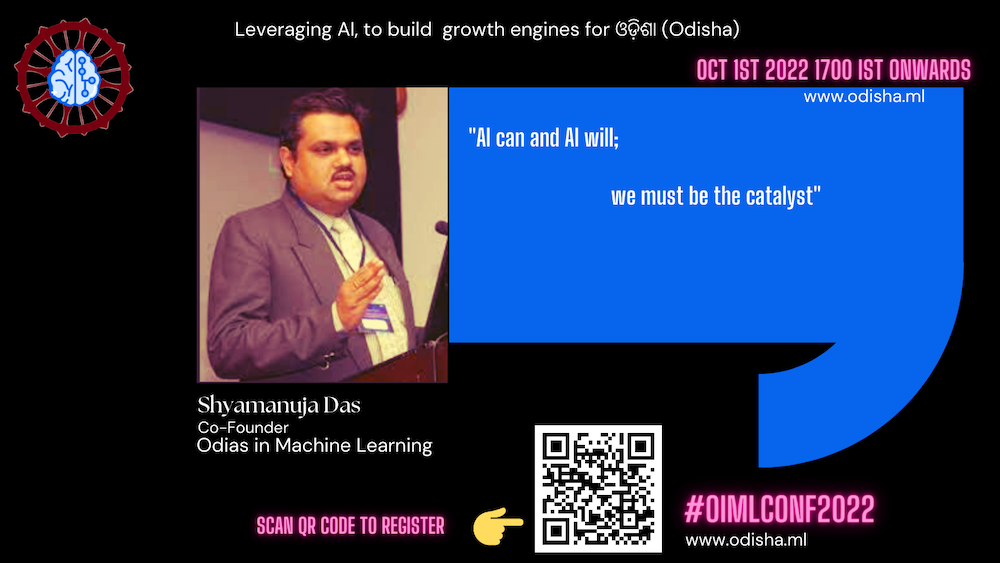 Leveraging AI, to build growth engines for ଓଡ଼ିଶା (Odisha)
OCT 1ST 2022 1700 IST ONWARDS
www.odisha.ml
"AI can and AI will;
we must be the catalyst"
Shyamanuja Das
Co-Founder
Odias in Machine Learning
SCAN QR CODE TO REGISTER
#OIMLCONF2022
www.odisha.ml